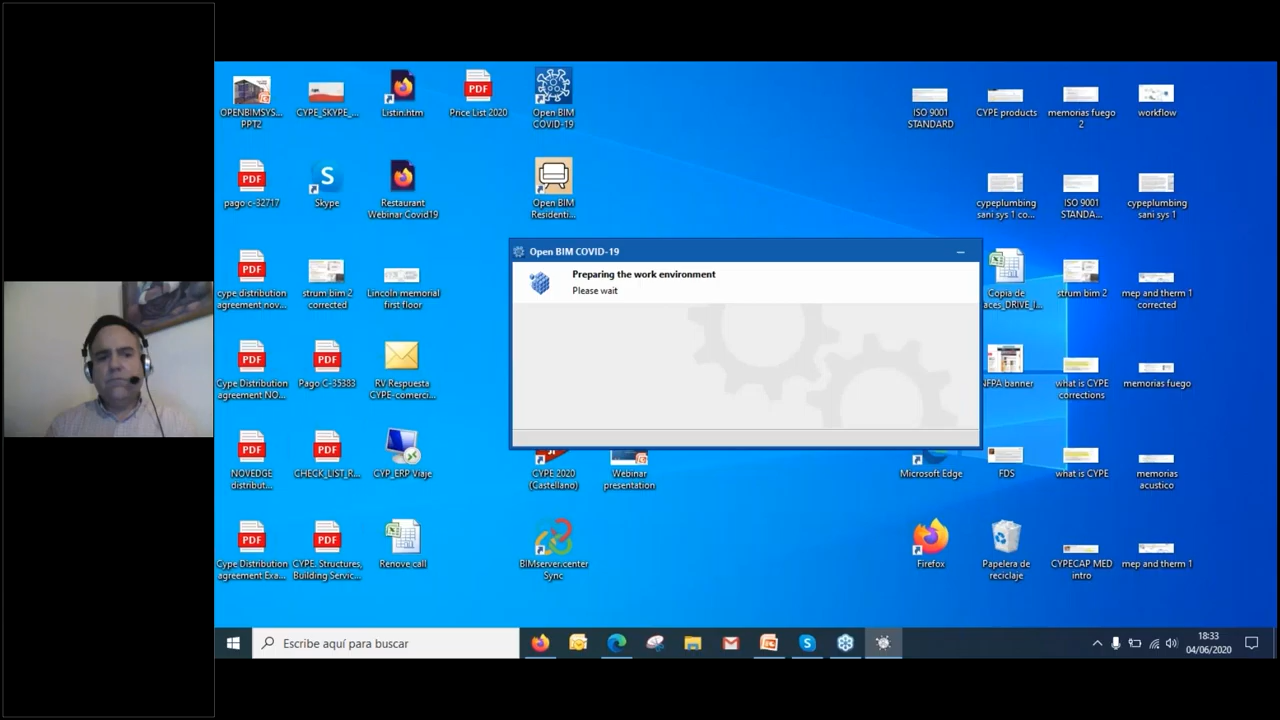 OPENBIMSYS...
PPT2
CYPE_SKYPE_...
Listin.htm
PDF
Price List 2020
Open BIM
COVID-19
ISO 9001
STANDARD
CYPE products
memorias fuego
2
workflow
PDF
pago c-32717
S
Skype
Restaurant
Webinar Covid19
Open BIM
Residenti...
cypeplumbing
sani sys 1 co...
ISO 9001
STANDA...
cypeplumbing
sani sys 1
Open BIM COVID-19
Preparing the work environment
Please wait
PDF
cype distribution
agreement nov...
strum bim 2
corrected
Lincoln memorial
first floor
Copia de
strum bim 2
mep and therm 1
corrected
PDF
Cype Distribution
agreement NO...
PDF
Pago C-35383
RV Respuesta
CYPE-comerci...
NFPA banner
what is CYPE
corrections
memorias fuego
PDF
NOVEDGE
distribut...
PDF
CHECK_LIST_R...
CYP_ERP Viaje
CYPE 2020
(Castellano)
Webinar
presentation
Microsoft Edge
FDS
what is CYPE
memorias
acustico
PDF
Cype Distribution
agreement Exa...
PDF
CYPE. Structures,
Building Servic...
Renove call
BIMserver.center
Sync
Firefox
Papelera de
reciclaje
CYPECAP MED
intro
mep and therm 1
Escribe aquí para buscar
18:33
04/06/2020